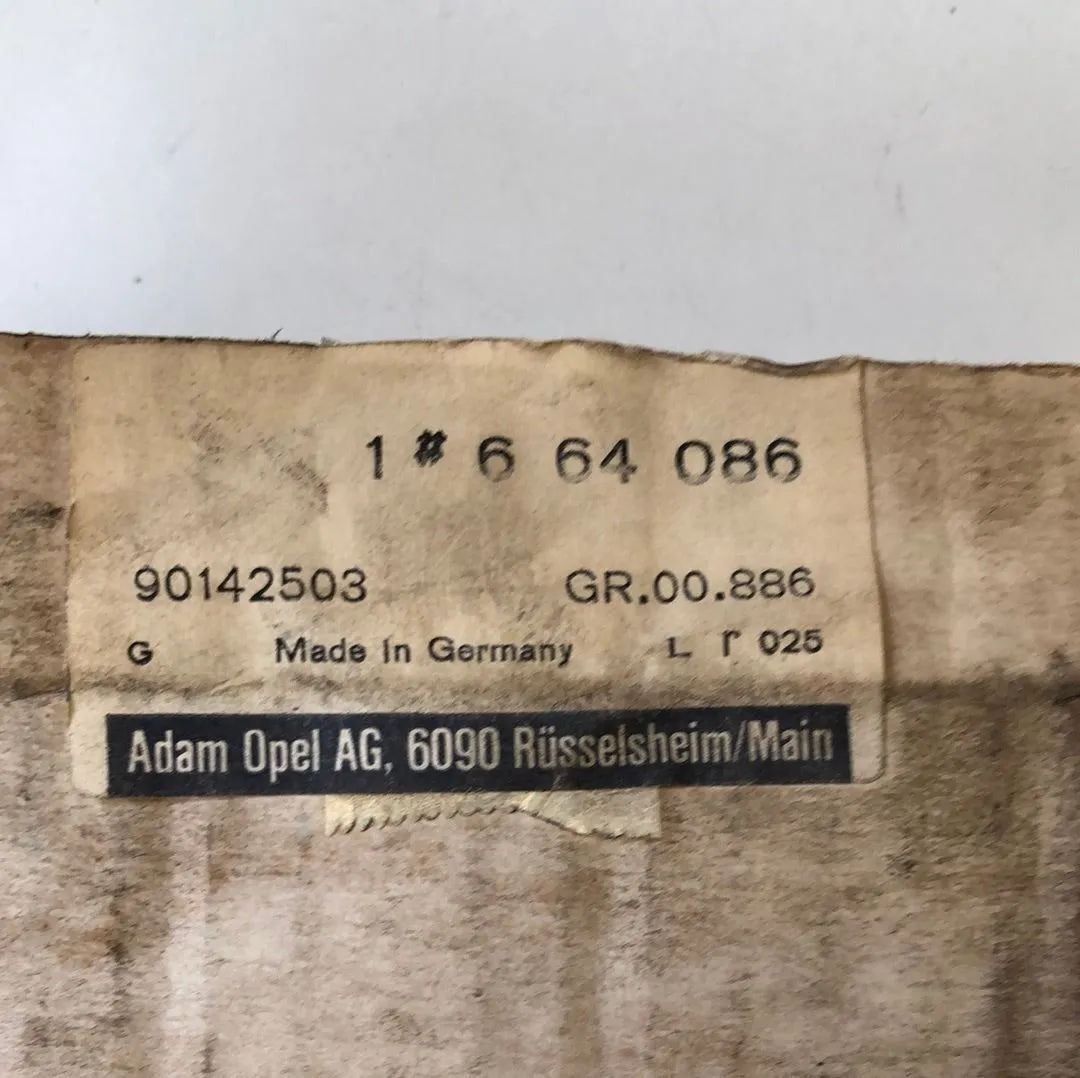 1 # 6 64 086
90142503 GR.00.886
G Made In Germany L Γ 025
Adam Opel AG, 6090 Rüsselsheim/Main